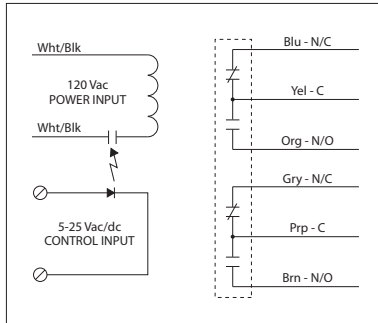 Wht/Blk
120 Vac
POWER INPUT
Wht/Blk
5-25 Vac/dc
CONTROL INPUT
Blu - N/C
Yel - C
Org - N/O
Gry - N/C
Prp - C
Brn - N/O